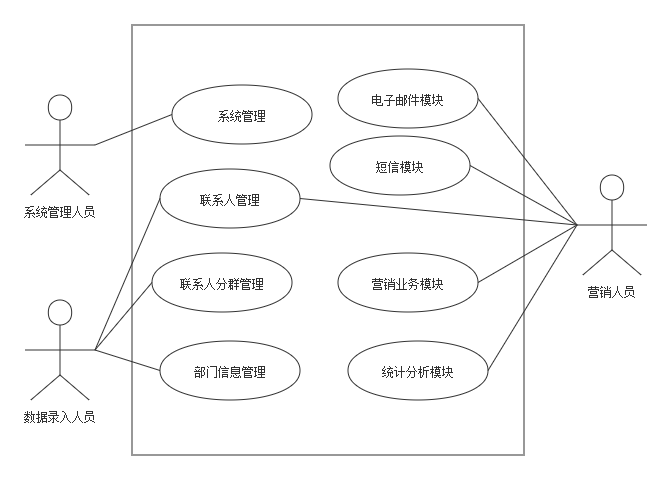 电子邮件模块
系统管理
短信模块
联系人管理
系统管理人员
联系人分群管理
营销业务模块
营销人员
部门信息管理
统计分析模块
数据录入人员